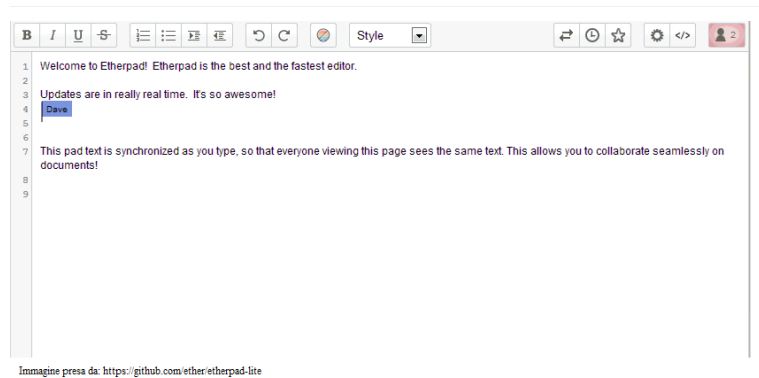 B I U S Style 2
1 Welcome to Etherpad! Etherpad is the best and the fastest editor.
2
3 Updates are in really real time. It's so awesome!
4 Dave
5
6
7 This pad text is synchronized as you type, so that everyone viewing this page sees the same text. This allows you to collaborate seamlessly on
documents!
8
9
Immagine presa da: https://github.com/ether/etherpad-lite